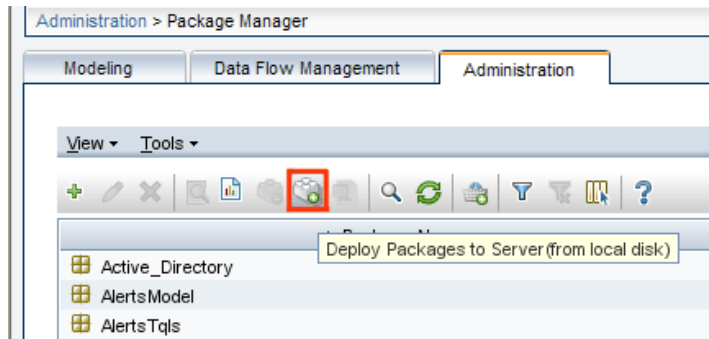 Administration > Package Manager
Modeling Data Flow Management Administration
View Tools
?
Deploy Packages to Server(from local disk)
Active_Directory
AlertsModel
AlertsTqls